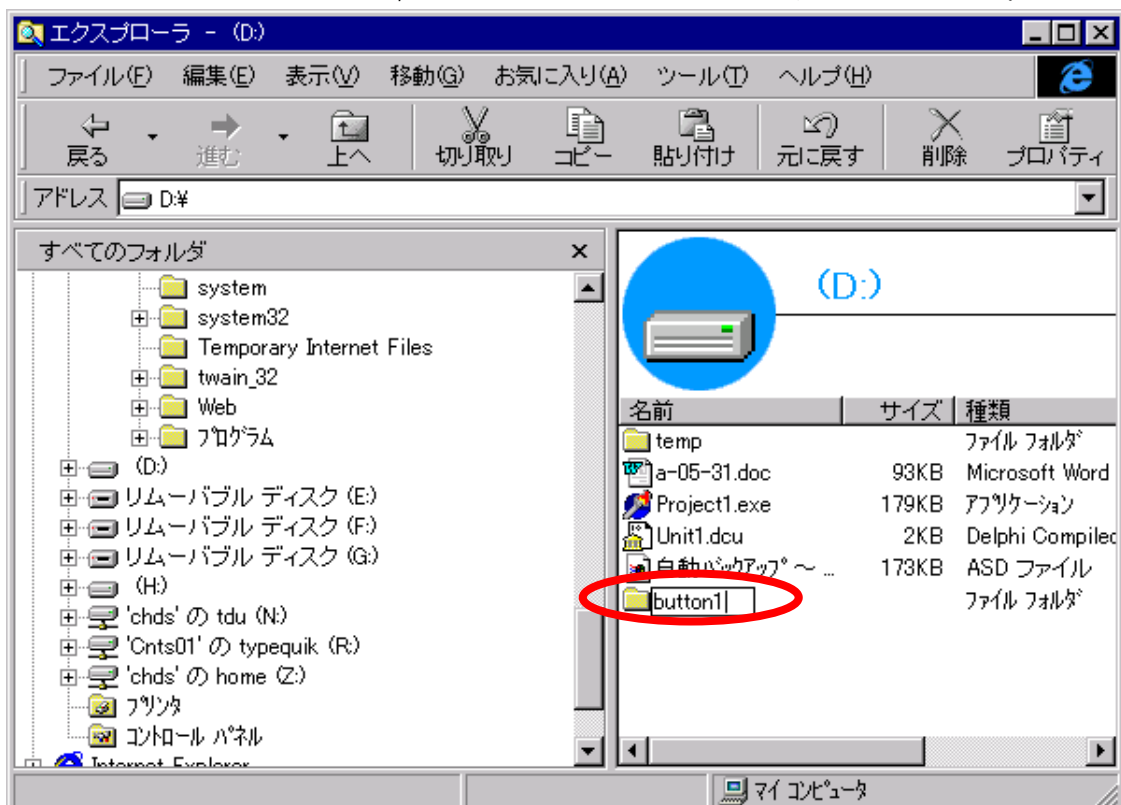 エクスプローラ - (D:)
ファイル(F) 編集(E) 表示(V) 移動(G) お気に入り(A) ツール(T) ヘルプ(H)
戻る 進む 上へ 切り取り コピー 貼り付け 元に戻す 削除 プロパティ
アドレス D:¥
すべてのフォルダ
system
system32
Temporary Internet Files
twain_32
Web
プログラム
(D:)
リムーバブル ディスク (E:)
リムーバブル ディスク (F:)
リムーバブル ディスク (G:)
(H:)
'chds' の tdu (N:)
'Cnts01' の typequik (R:)
'chds' の home (Z:)
プリンタ
コントロール パネル
Internet Explorer
(D:)
名前 サイズ 種類
temp ファイル フォルダ
a-05-31.doc 93KB Microsoft Word
Project1.exe 179KB アプリケーション
Unit1.dcu 2KB Delphi Compiled
自動バックアップ ~ ... 173KB ASD ファイル
button1 ファイル フォルダ
マイ コンピュータ